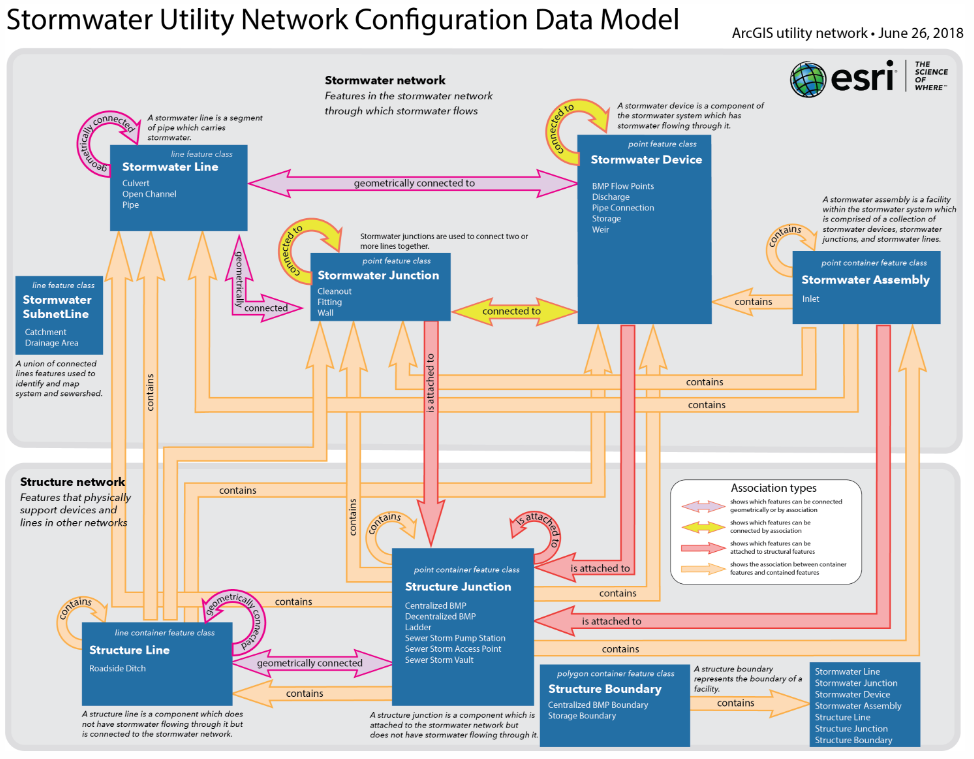 Stormwater Utility Network Configuration Data Model
ArcGIS utility network • June 26, 2018
esri
THE
SCIENCE
OF
WHERE™
Stormwater network
Features in the stormwater network
through which stormwater flows
geometrically connected
A stormwater line is a segment
of pipe which carries
stormwater.
line feature class
Stormwater Line
Culvert
Open Channel
Pipe
geometrically connected to
connected to
A stormwater device is a component of
the stormwater system which has
stormwater flowing through it.
point feature class
Stormwater Device
BMP Flow Points
Discharge
Pipe Connection
Storage
Weir
A stormwater assembly is a facility
within the stormwater system which
is comprised of a collection of
stormwater devices, stormwater
junctions, and stormwater lines.
contains
point container feature class
Stormwater Assembly
Inlet
contains
connected to
Stormwater junctions are used to connect two or
more lines together.
point feature class
Stormwater Junction
Cleanout
Fitting
Wall
geometrically
connected
connected to
line feature class
Stormwater
SubnetLine
Catchment
Drainage Area
A union of connected
lines features used to
identify and map
system and sewershed.
contains
is attached to
contains
contains
Structure network
Features that physically
support devices and
lines in other networks
contains
contains
contains
is attached to
is attached to
contains
is attached to
contains
Association types
shows which features can be connected
geometrically or by association
shows which features can be
connected by association
shows which features can be
attached to structural features
shows the association between container
features and contained features
point container feature class
Structure Junction
Centralized BMP
Decentralized BMP
Ladder
Sewer Storm Pump Station
Sewer Storm Access Point
Sewer Storm Vault
contains
contains
geometrically connected
line container feature class
Structure Line
Roadside Ditch
geometrically connected
contains
A structure line is a component which does
not have stormwater flowing through it but
is connected to the stormwater network.
A structure junction is a component which is
attached to the stormwater network but
does not have stormwater flowing through it.
contains
polygon container feature class
Structure Boundary
Centralized BMP Boundary
Storage Boundary
A structure boundary
represents the boundary of a
facility.
contains
Stormwater Line
Stormwater Junction
Stormwater Device
Stormwater Assembly
Structure Line
Structure Junction
Structure Boundary